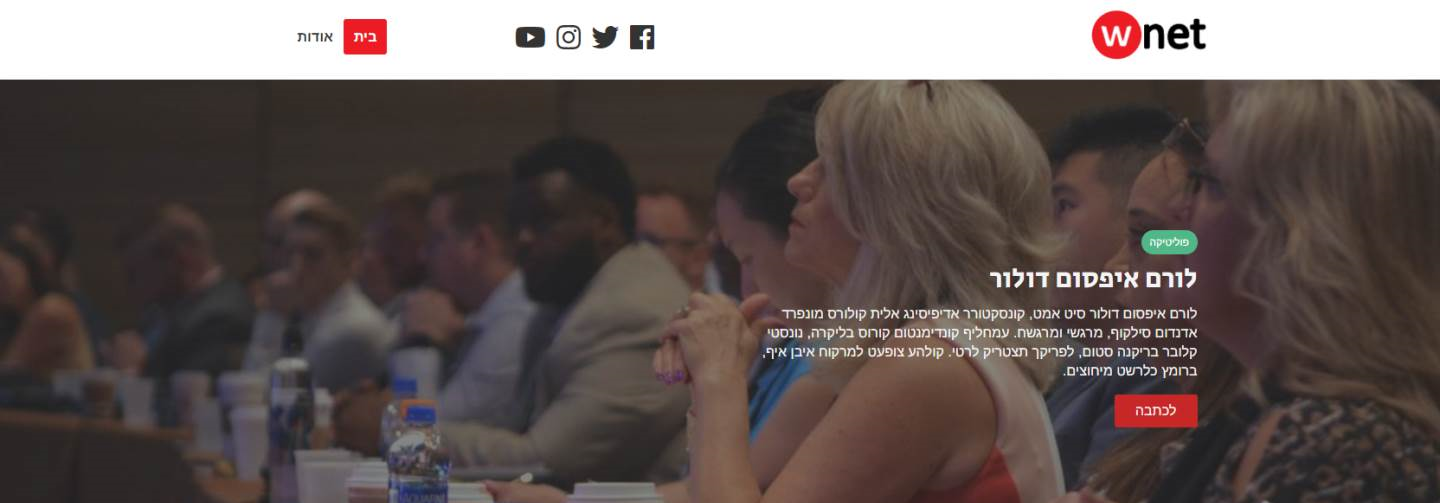 wnet
בית
אודות
פוליטיקה
לורם איפסום דולור
לורם איפסום דולור סיט אמט, קונסקטורר אדיפיסינג אלית קולורס מונפרד
אדנדום סילקוף, מרגשי ומרגשח. עמחליף קונדימנטום קורוס בליקרה, נונסטי
קלובר בריקנה סטום, לפריקך תצטריק לרטי. קולהע צופעט למרקוח איבן איף,
ברומץ כלרשט מיחוצים.
לכתבה